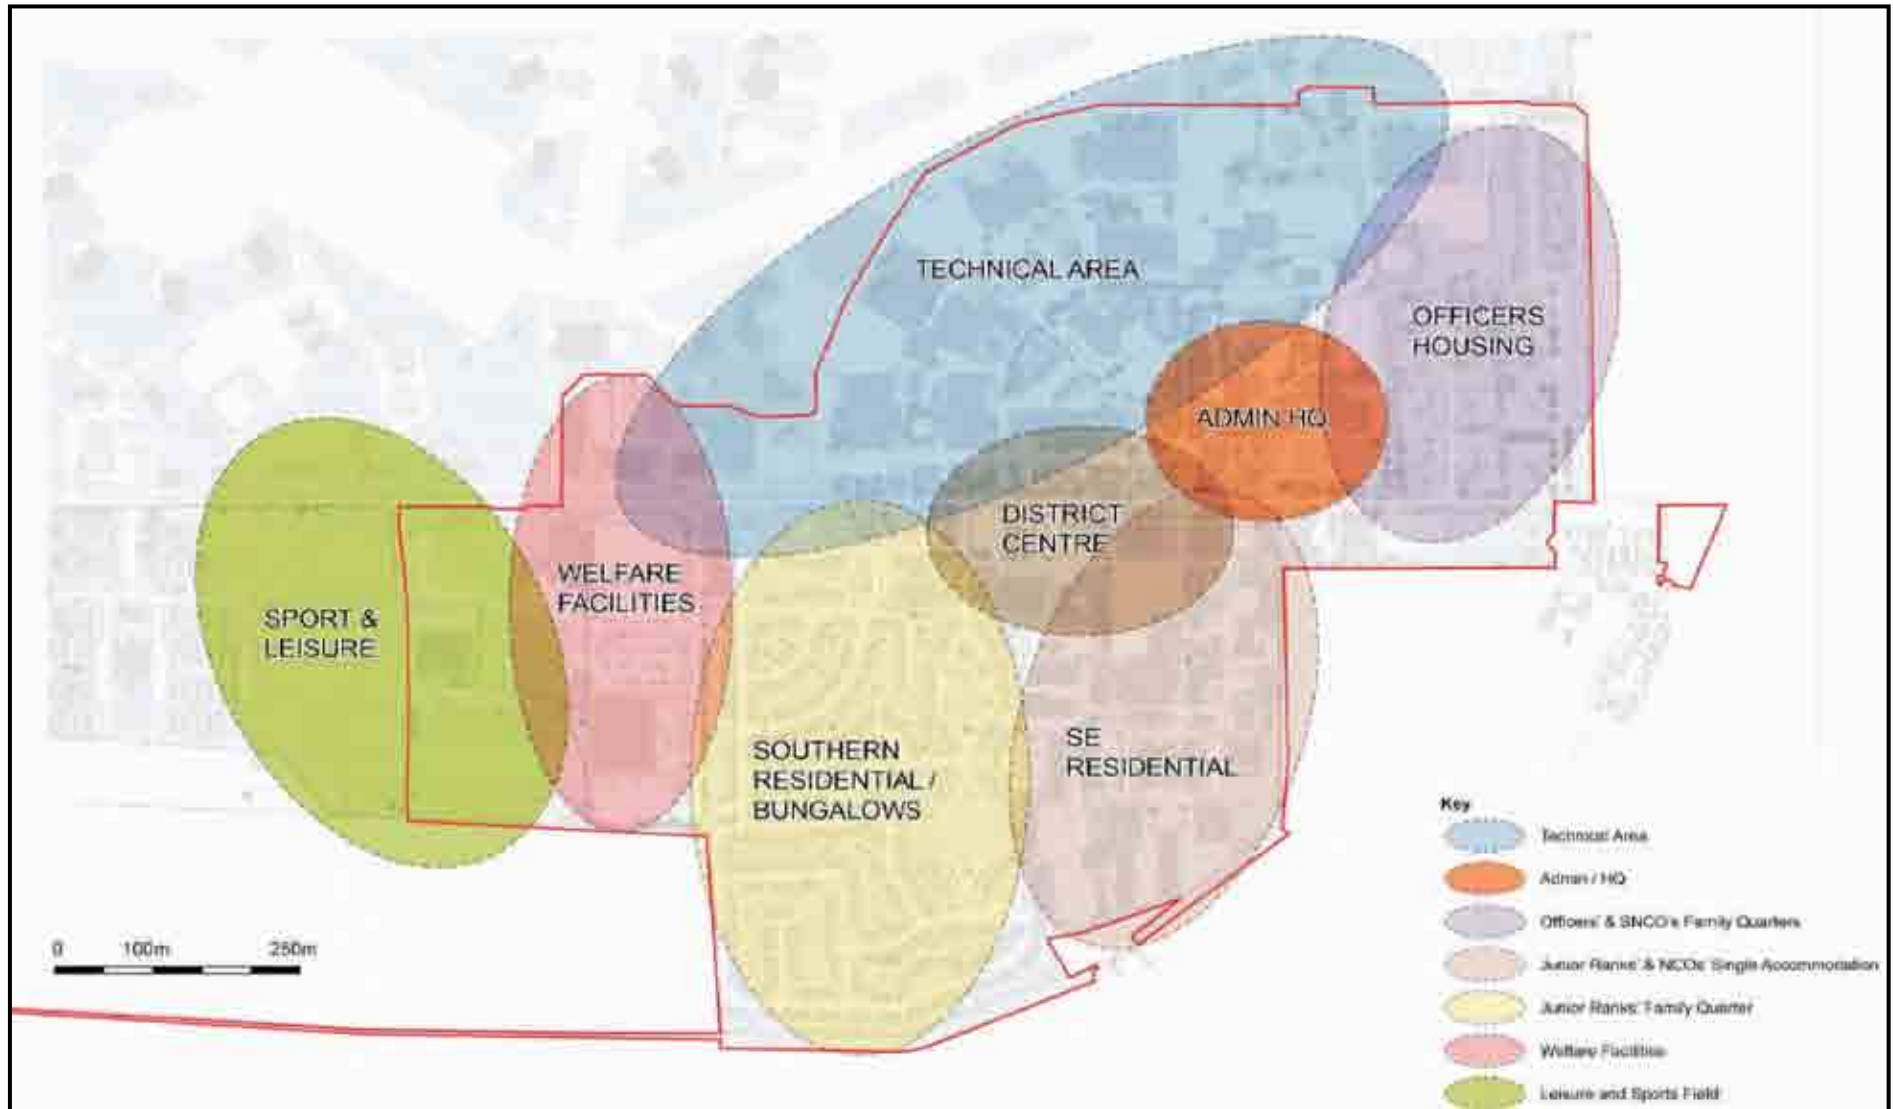 TECHNICAL AREA
OFFICERS
HOUSING
ADMIN HQ
DISTRICT
CENTRE
WELFARE
FACILITIES
SPORT &
LEISURE
SOUTHERN
RESIDENTIAL /
BUNGALOWS
SE
RESIDENTIAL
0 100m 250m
Key
Technical Area
Admin / HQ
Officers' & SNCO's Family Quarters
Junior Ranks' & NCOs Single Accommodation
Junior Ranks' Family Quarter
Welfare Facilities
Leisure and Sports Field